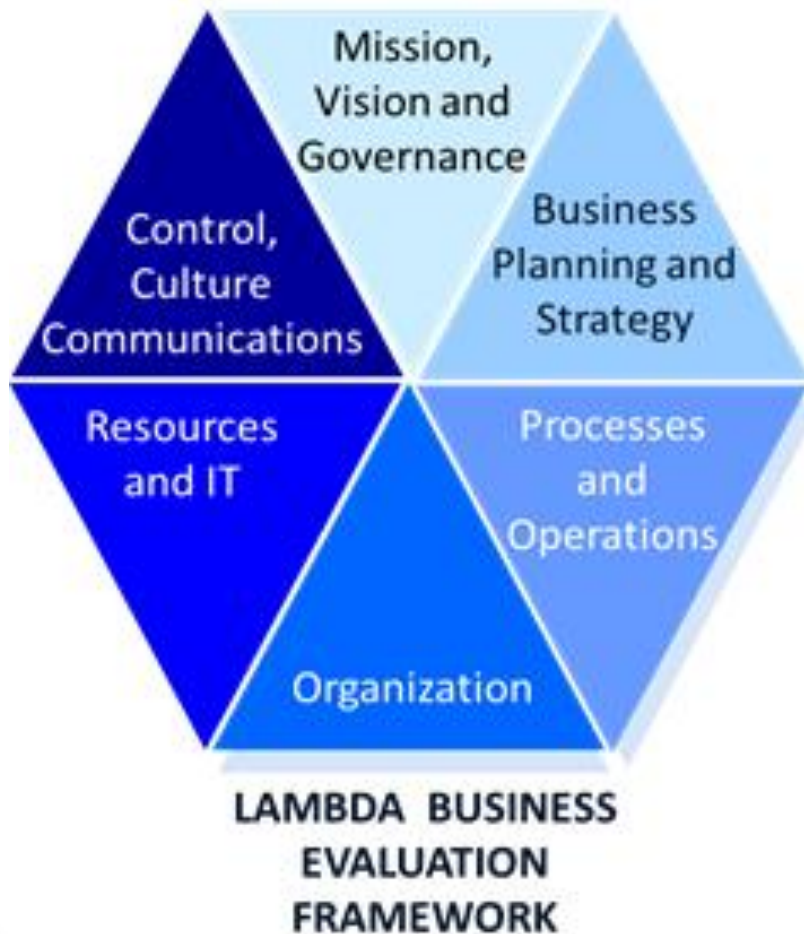 Mission,
Vision and
Governance
Business
Planning and
Strategy
Control,
Culture
Communications
Resources
and IT
Processes
and
Operations
Organization
LAMBDA BUSINESS
EVALUATION
FRAMEWORK